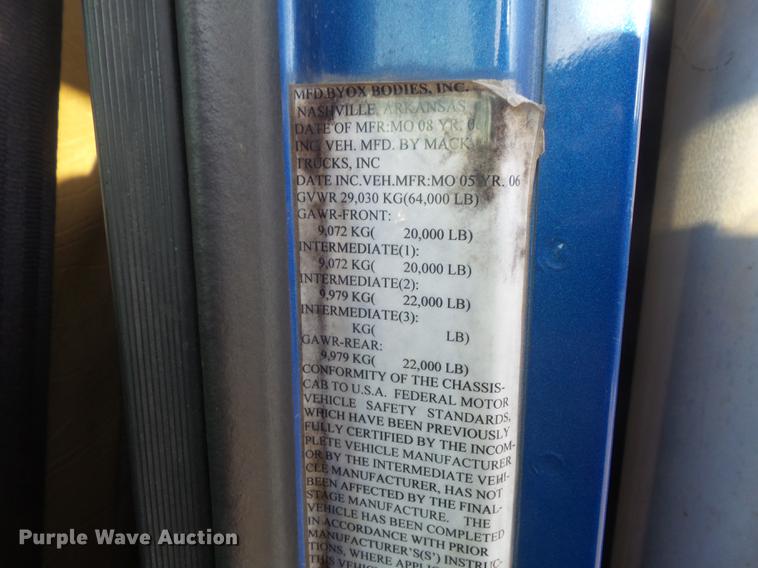 MFD.BYOX BODIES, INC.
NASHVILLE, ARKANSAS
DATE OF MFR:MO 08 YR. 0
INC. VEH. MFD. BY MACK
TRUCKS, INC
DATE INC.VEH.MFR:MO 05 YR. 06
GVWR 29,030 KG(64,000 LB)
GAWR-FRONT:
9,072 KG( 20,000 LB)
INTERMEDIATE(1):
9,072 KG( 20,000 LB)
INTERMEDIATE(2):
9,979 KG( 22,000 LB)
INTERMEDIATE(3):
KG( LB)
GAWR-REAR:
9,979 KG( 22,000 LB)
CONFORMITY OF THE CHASSIS-
CAB TO U.S.A. FEDERAL MOTOR
VEHICLE SAFETY STANDARDS,
WHICH HAVE BEEN PREVIOUSLY
FULLY CERTIFIED BY THE INCOM-
PLETE VEHICLE MANUFACTURER
OR BY THE INTERMEDIATE VEHI-
CLE MANUFACTURER, HAS NOT
BEEN AFFECTED BY THE FINAL-
STAGE MANUFACTURE. THE
VEHICLE HAS BEEN COMPLETED
IN ACCORDANCE WITH PRIOR
MANUFACTURER'S(S') INSTRUC-
TIONS, WHERE APPLI
THIS VEHI
Purple Wave Auction